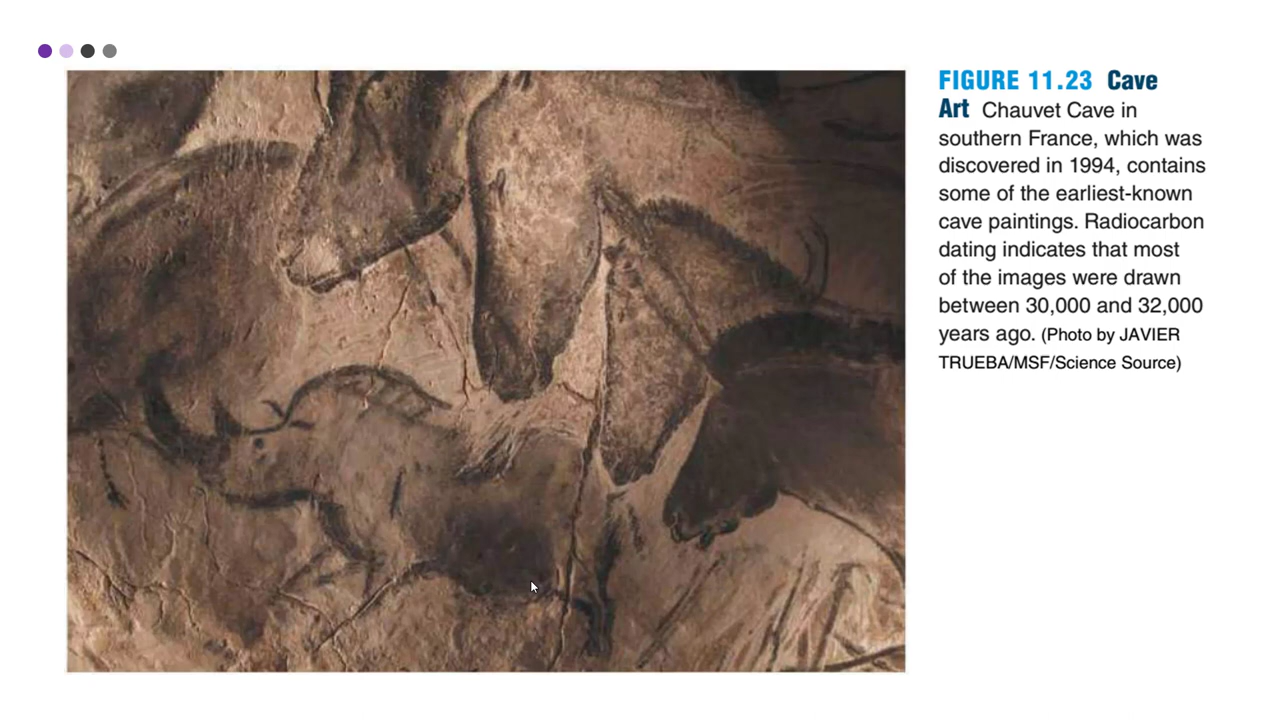 FIGURE 11.23 Cave
Art Chauvet Cave in
southern France, which was
discovered in 1994, contains
some of the earliest-known
cave paintings. Radiocarbon
dating indicates that most
of the images were drawn
between 30,000 and 32,000
years ago. (Photo by JAVIER
TRUEBA/MSF/Science Source)